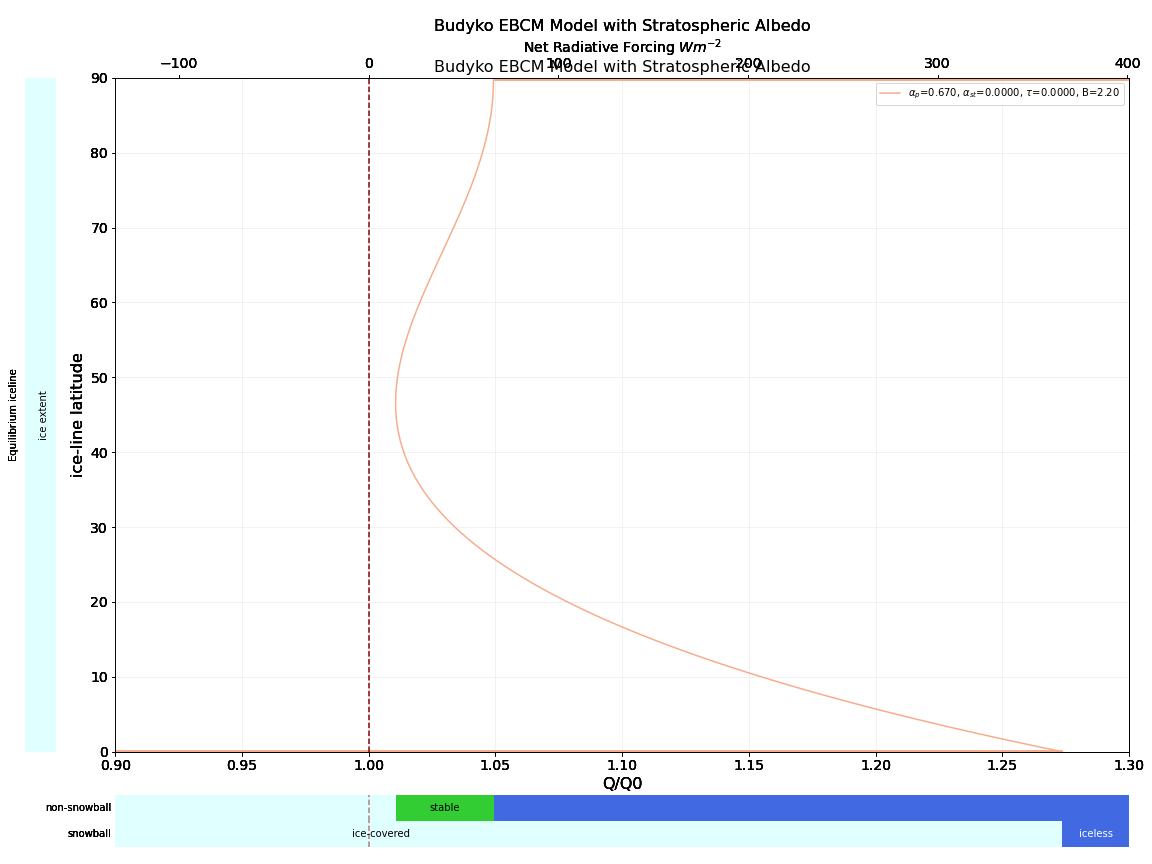 Budyko EBCM Model with Stratospheric Albedo
Net Radiative Forcing Wm⁻²
−100 0 100 200 300 400
Budyko EBCM Model with Stratospheric Albedo
αₚ=0.670, αₛₜ=0.0000, τ=0.0000, B=2.20
90
80
70
60
50
40
30
20
10
0
Equilibrium iceline
ice extent
ice-line latitude
0.90 0.95 1.00 1.05 1.10 1.15 1.20 1.25 1.30
Q/Q0
non-snowball stable
snowball ice-covered iceless